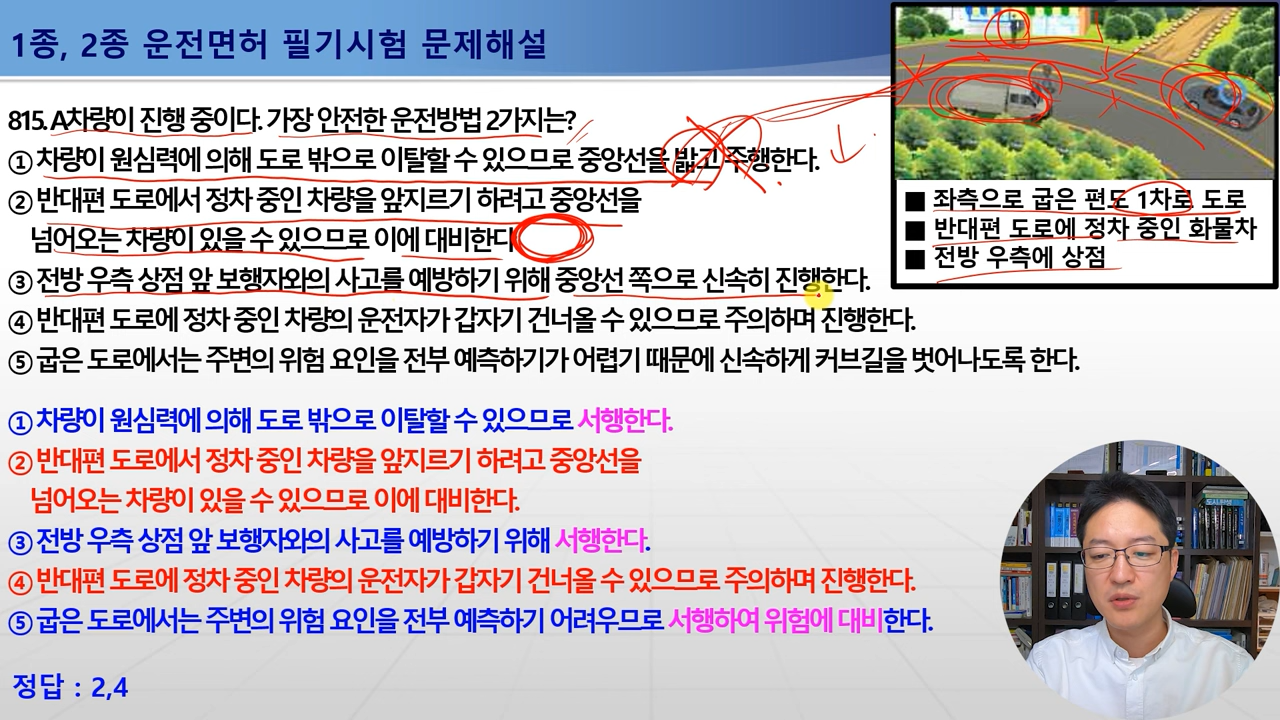 1종, 2종 운전면허 필기시험 문제해설
815. A차량이 진행 중이다. 가장 안전한 운전방법 2가지는?
① 차량이 원심력에 의해 도로 밖으로 이탈할 수 있으므로 중앙선을 밟고 주행한다.
② 반대편 도로에서 정차 중인 차량을 앞지르기 하려고 중앙선을
넘어오는 차량이 있을 수 있으므로 이에 대비한다
③ 전방 우측 상점 앞 보행자와의 사고를 예방하기 위해 중앙선 쪽으로 신속히 진행한다.
④ 반대편 도로에 정차 중인 차량의 운전자가 갑자기 건너올 수 있으므로 주의하며 진행한다.
⑤ 굽은 도로에서는 주변의 위험 요인을 전부 예측하기가 어렵기 때문에 신속하게 커브길을 벗어나도록 한다.
■ 좌측으로 굽은 편도 1차로 도로
■ 반대편 도로에 정차 중인 화물차
■ 전방 우측에 상점
① 차량이 원심력에 의해 도로 밖으로 이탈할 수 있으므로 서행한다.
② 반대편 도로에서 정차 중인 차량을 앞지르기 하려고 중앙선을
넘어오는 차량이 있을 수 있으므로 이에 대비한다.
③ 전방 우측 상점 앞 보행자와의 사고를 예방하기 위해 서행한다.
④ 반대편 도로에 정차 중인 차량의 운전자가 갑자기 건너올 수 있으므로 주의하며 진행한다.
⑤ 굽은 도로에서는 주변의 위험 요인을 전부 예측하기 어려우므로 서행하여 위험에 대비한다.
정답 : 2,4